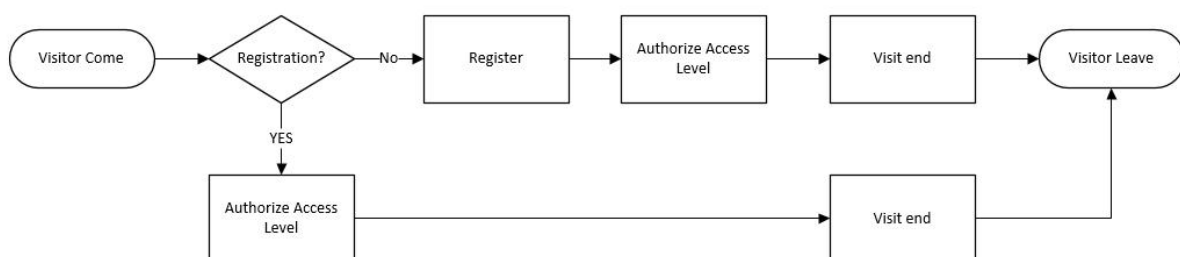 Visitor Come
Registration?
No
Register
Authorize Access
Level
Visit end
Visitor Leave
YES
Authorize Access
Level
Visit end